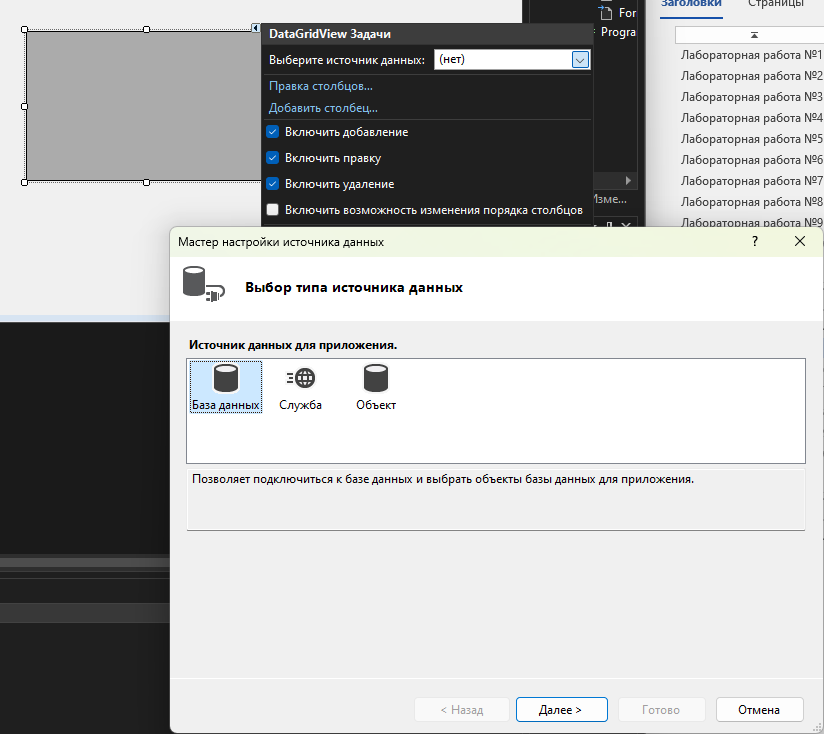 DataGridView Задачи
Выберите источник данных: (нет)
Правка столбцов...
Добавить столбец...
Включить добавление
Включить правку
Включить удаление
Включить возможность изменения порядка столбцов
For
Progra
Изме...
Заголовки Страницы
Лабораторная работа №1
Лабораторная работа №2
Лабораторная работа №3
Лабораторная работа №4
Лабораторная работа №5
Лабораторная работа №6
Лабораторная работа №7
Лабораторная работа №8
Лабораторная работа №9
Мастер настройки источника данных ?
Выбор типа источника данных
Источник данных для приложения.
База данных Служба Объект
Позволяет подключиться к базе данных и выбрать объекты базы данных для приложения.
< Назад Далее > Готово Отмена